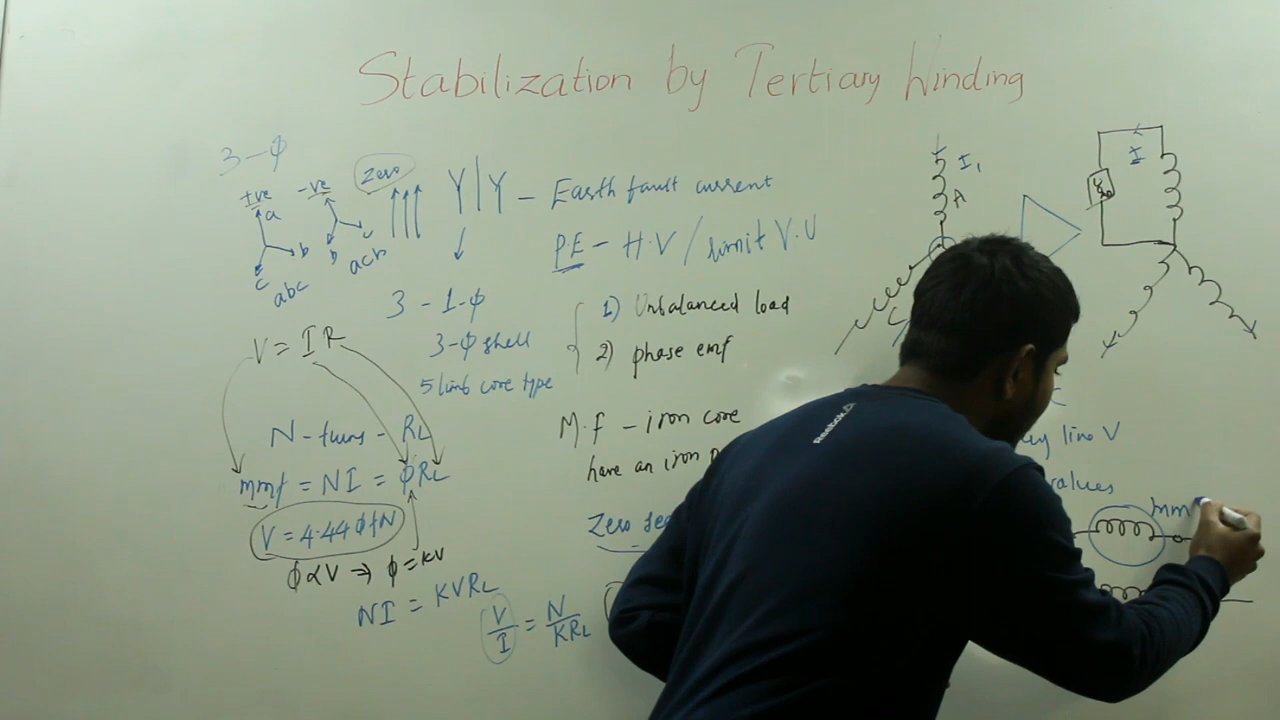 Stabilization by Tertiary Winding
3-ϕ
+ve -ve zero Y|Y - Earth fault current
a
b
c
abc
b
c
acb
PE - H.V / limit V.U
3 - 1-ϕ
3-ϕ shell
5 limb core type
1) Unbalanced load
2) phase emf
V = IR
N-turns - RL
mmf = NI = ϕRL
V = 4.44ϕfN
ϕ∝V → ϕ=KV
NI = KVRL
V/I = N/KRL
M.f - iron core
have an iron
Zero
I₁
A
C
I
line V
values
mm
Reebok